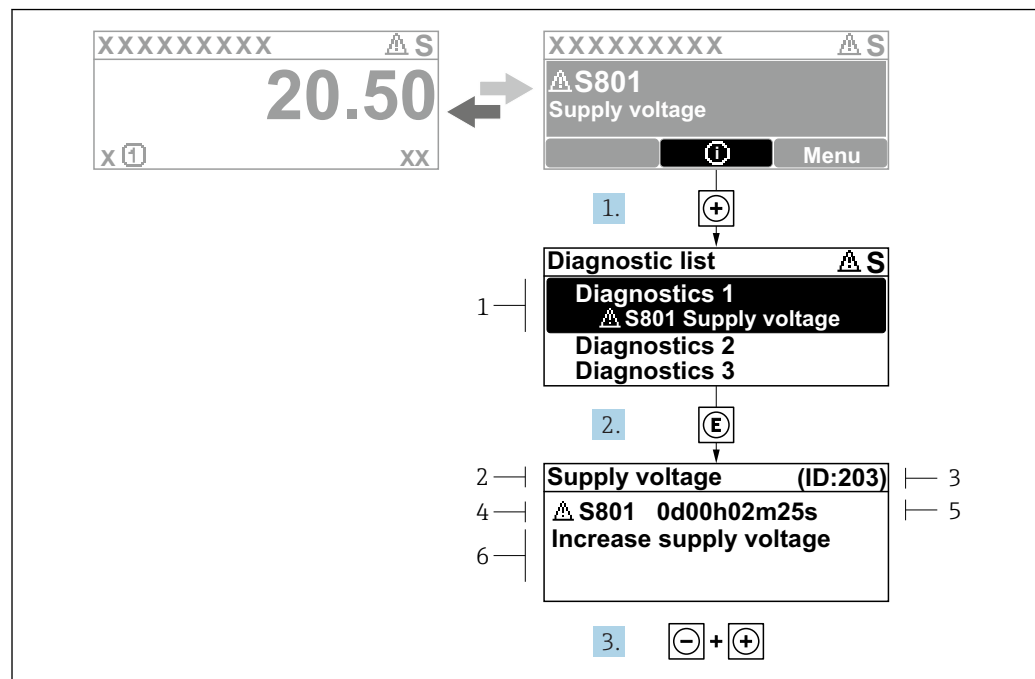 XXXXXXXXX ⚠ S
20.50
X ① XX
XXXXXXXXX ⚠ S
⚠ S801
Supply voltage
ⓘ Menu
1. +
Diagnostic list ⚠ S
1
Diagnostics 1
⚠ S801 Supply voltage
Diagnostics 2
Diagnostics 3
2. E
2 Supply voltage (ID:203) 3
4 ⚠ S801 0d00h02m25s 5
6 Increase supply voltage
3. − + +